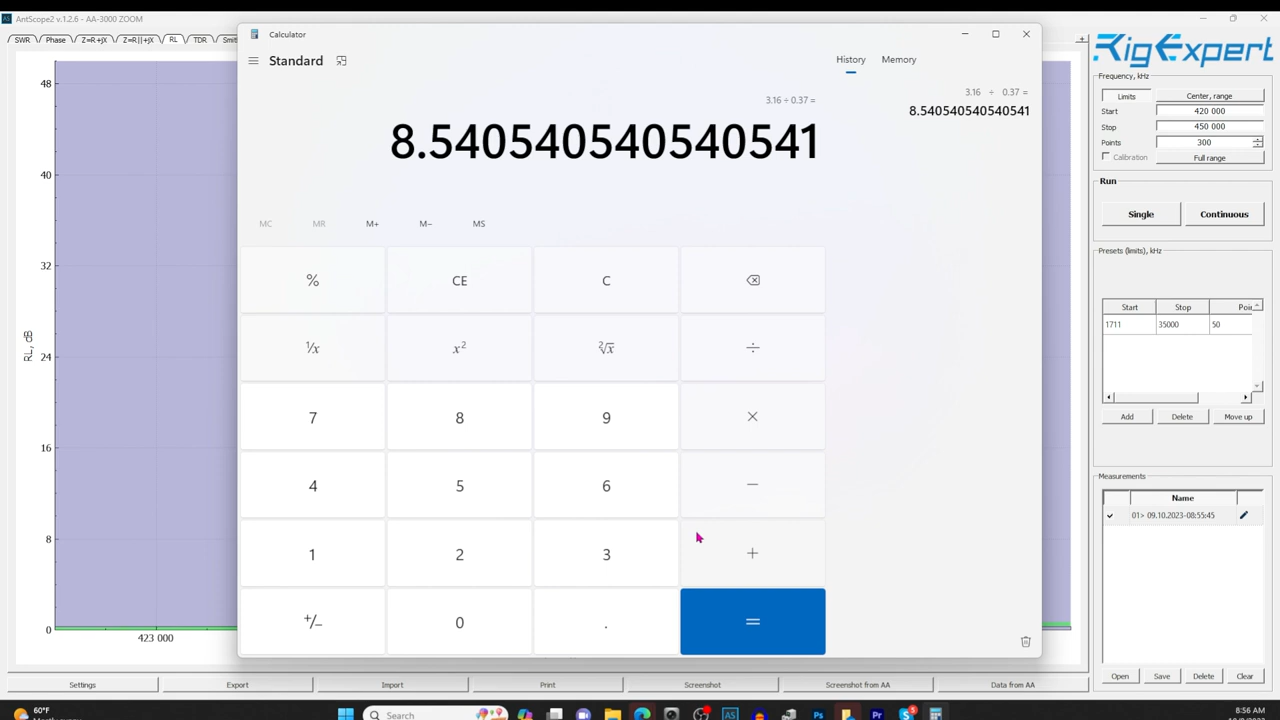 AntScope2 v.1.2.6 - AA-3000 ZOOM
SWR
Phase
Z=R+jX
Z=R||+jX
RL
TDR
48
40
32
RL, dB
24
16
8
0
423 000
Settings
Export
Import
Print
Screenshot
Screenshot from AA
Data from AA
Calculator
Standard
History
Memory
3.16 ÷ 0.37 =
8.540540540540541
3.16 ÷ 0.37 =
8.540540540540541
MC
MR
M+
M−
MS
%
CE
C
¹/x
x²
²√x
÷
7
8
9
×
4
5
6
−
1
2
3
+
+/−
0
.
=
RigExpert
Frequency, kHz
Limits
Center, range
Start
420 000
Stop
450 000
Points
300
Calibration
Full range
Run
Single
Continuous
Presets (limits), kHz
Start
Stop
Poi
1711
35000
50
Add
Delete
Move up
Measurements
Name
01> 09.10.2023-08:55:45
Open
Save
Delete
Clear
60°F
Search
8:56 AM